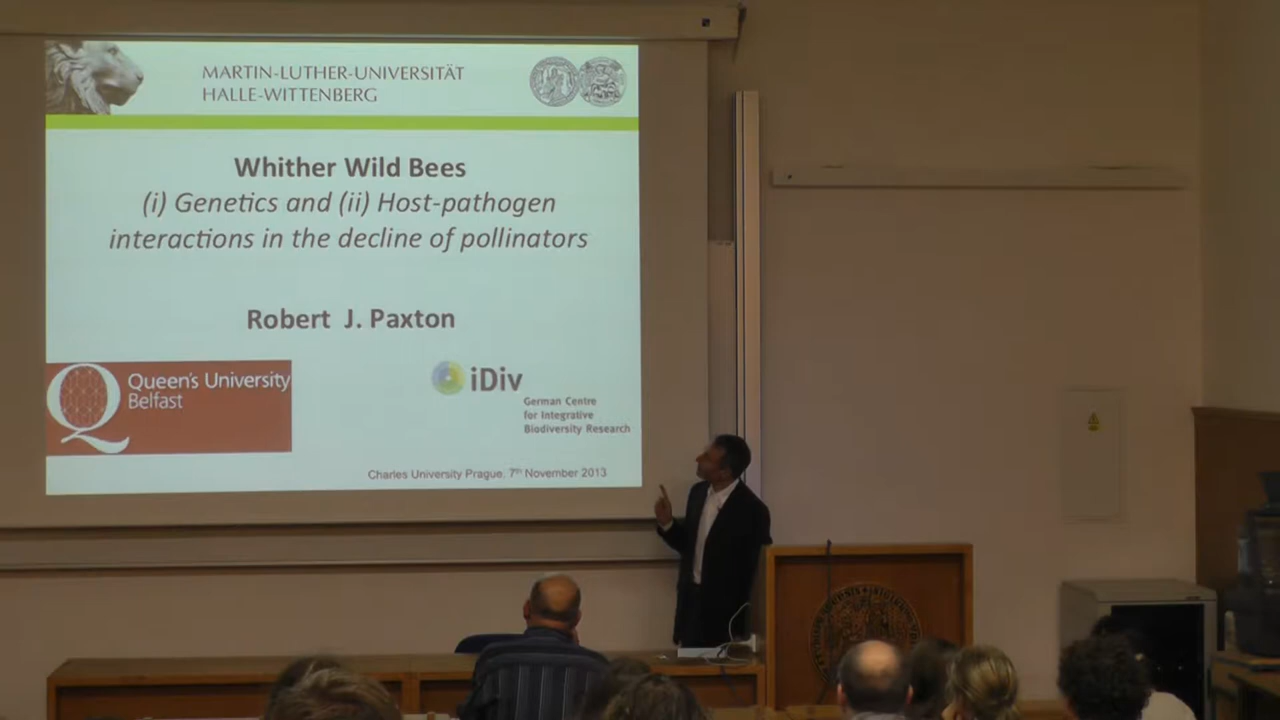 MARTIN-LUTHER-UNIVERSITÄT
HALLE-WITTENBERG
Whither Wild Bees
(i) Genetics and (ii) Host-pathogen
interactions in the decline of pollinators
Robert J. Paxton
Queen's University
Belfast
iDiv
German Centre
for Integrative
Biodiversity Research
Charles University Prague, 7th November 2013